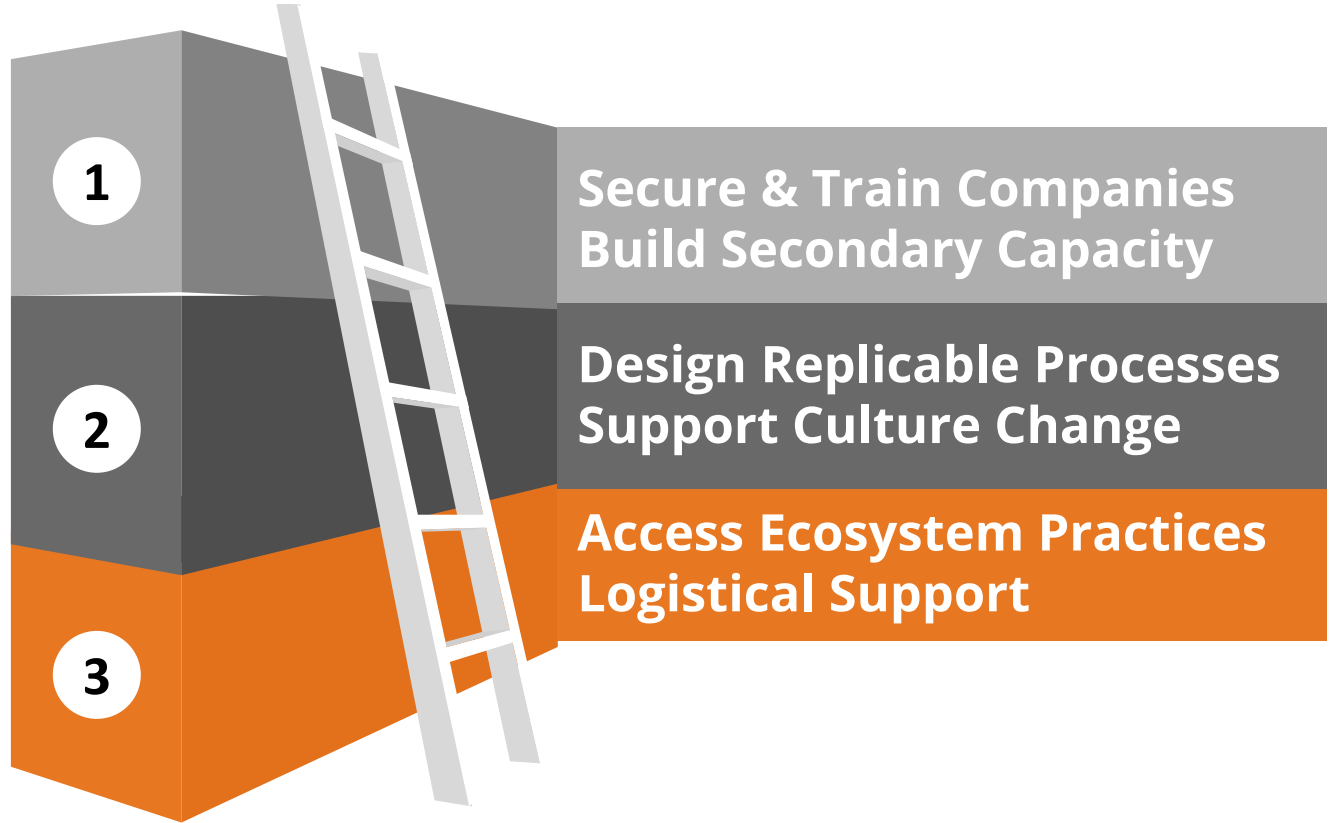 1
Secure & Train Companies
Build Secondary Capacity
2
Design Replicable Processes
Support Culture Change
3
Access Ecosystem Practices
Logistical Support